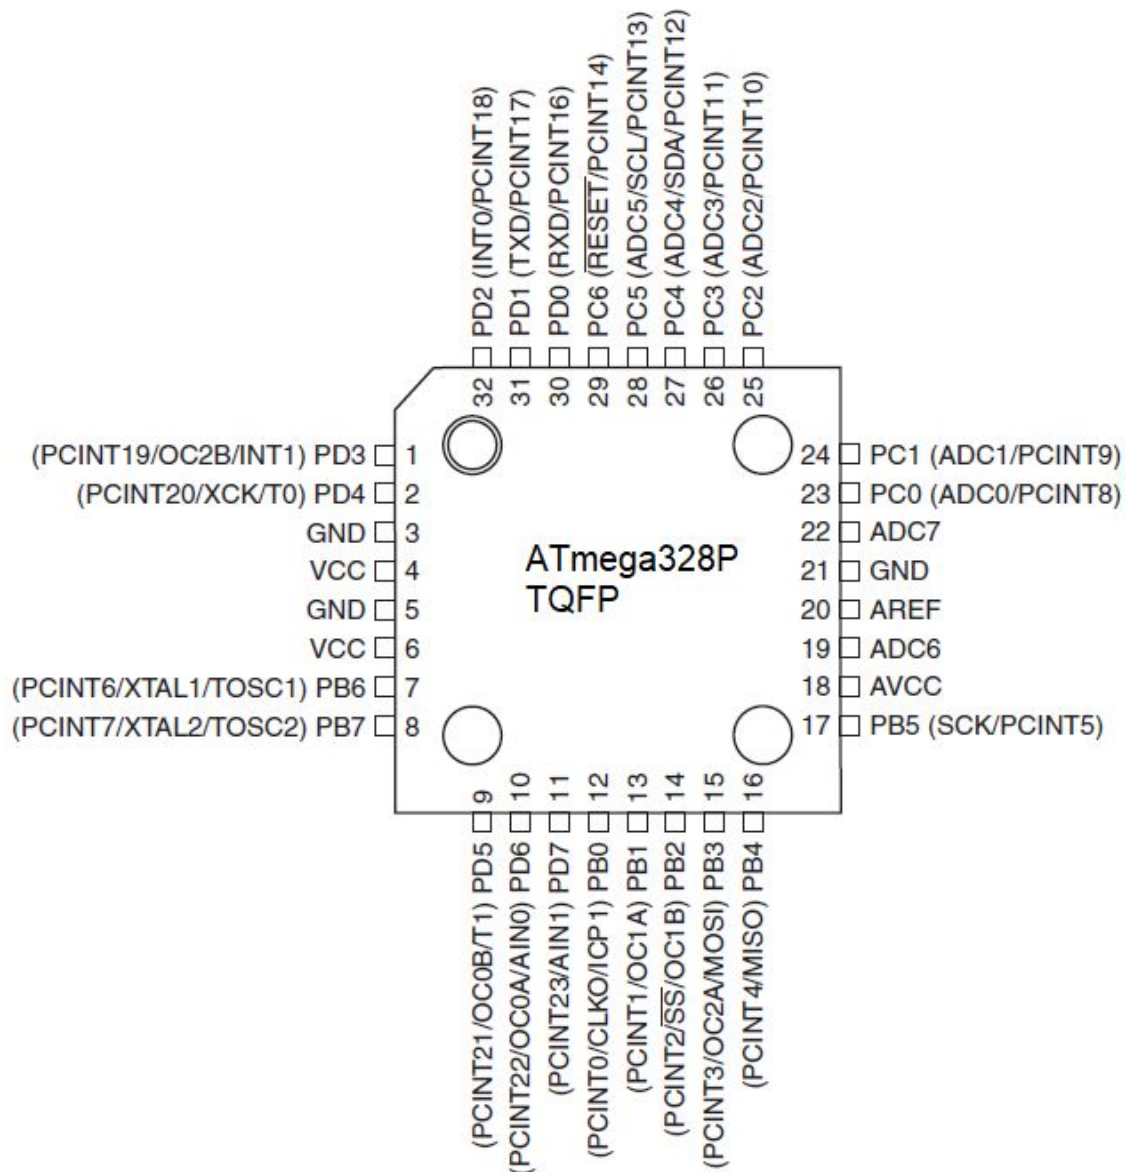 PD2 (INT0/PCINT18)
PD1 (TXD/PCINT17)
PD0 (RXD/PCINT16)
PC6 (RESET/PCINT14)
PC5 (ADC5/SCL/PCINT13)
PC4 (ADC4/SDA/PCINT12)
PC3 (ADC3/PCINT11)
PC2 (ADC2/PCINT10)
32
31
30
29
28
27
26
25
(PCINT19/OC2B/INT1) PD3 1
(PCINT20/XCK/T0) PD4 2
GND 3
VCC 4
GND 5
VCC 6
(PCINT6/XTAL1/TOSC1) PB6 7
(PCINT7/XTAL2/TOSC2) PB7 8
ATmega328P
TQFP
24 PC1 (ADC1/PCINT9)
23 PC0 (ADC0/PCINT8)
22 ADC7
21 GND
20 AREF
19 ADC6
18 AVCC
17 PB5 (SCK/PCINT5)
9
10
11
12
13
14
15
16
(PCINT21/OC0B/T1) PD5
(PCINT22/OC0A/AIN0) PD6
(PCINT23/AIN1) PD7
(PCINT0/CLKO/ICP1) PB0
(PCINT1/OC1A) PB1
(PCINT2/SS/OC1B) PB2
(PCINT3/OC2A/MOSI) PB3
(PCINT4/MISO) PB4